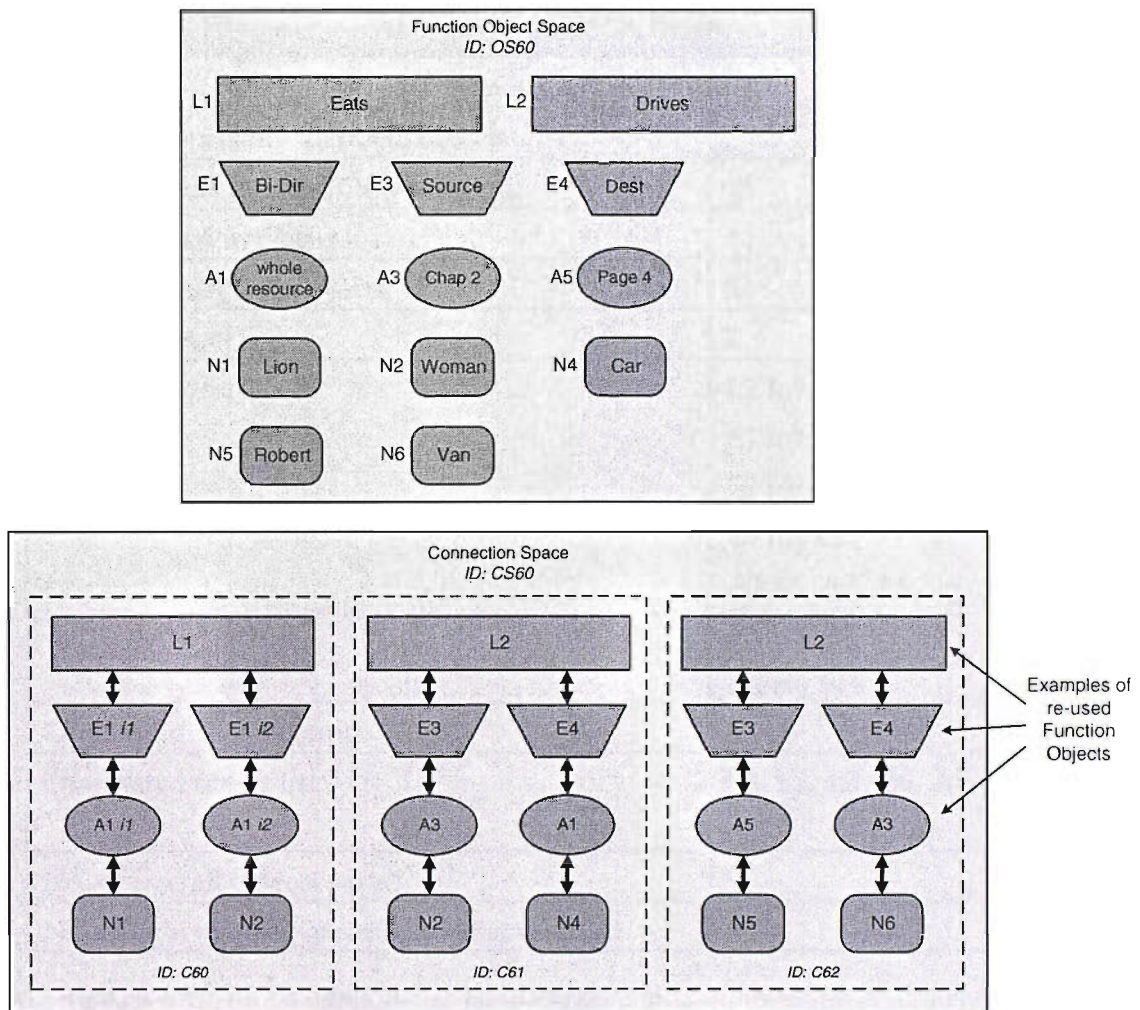 Function Object Space
ID: OS60
L1 Eats L2 Drives
E1 Bi-Dir E3 Source E4 Dest
A1 whole resource A3 Chap 2 A5 Page 4
N1 Lion N2 Woman N4 Car
N5 Robert N6 Van
Connection Space
ID: CS60
L1 L2 L2
E1 i1 E1 i2 E3 E4 E3 E4
A1 i1 A1 i2 A3 A1 A5 A3
N1 N2 N2 N4 N5 N6
ID: C60 ID: C61 ID: C62
Examples of
re-used
Function
Objects